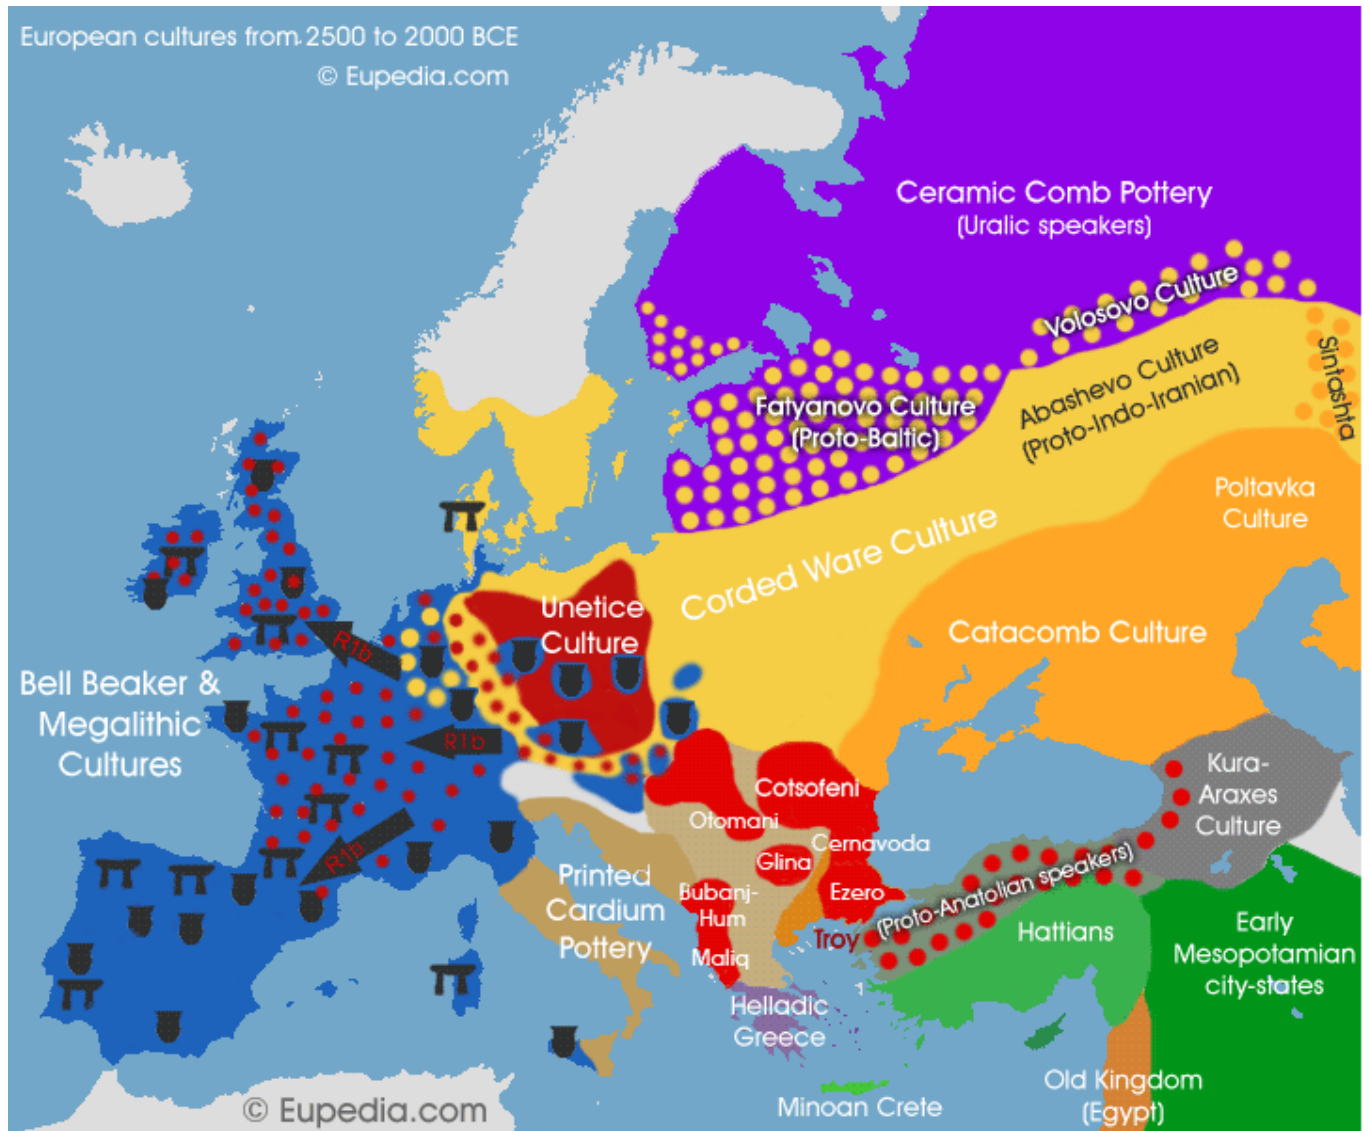 European cultures from 2500 to 2000 BCE
© Eupedia.com
Ceramic Comb Pottery
(Uralic speakers)
Volosovo Culture
Sintashta
Abashevo Culture
(Proto-Indo-Iranian)
Fatyanovo Culture
(Proto-Baltic)
Poltavka
Culture
Corded Ware Culture
Unetice
Culture
Catacomb Culture
R1b
R1b
R1b
Bell Beaker &
Megalithic
Cultures
Kura-
Araxes
Culture
Cotsofeni
Otomani
Cernavoda
Glina
Bubanj-
Hum
Ezero
Maliq
Troy
(Proto-Anatolian speakers)
Hattians
Printed
Cardium
Pottery
Early
Mesopotamian
city-states
Helladic
Greece
1
Minoan Crete
Old Kingdom
(Egypt)
© Eupedia.com